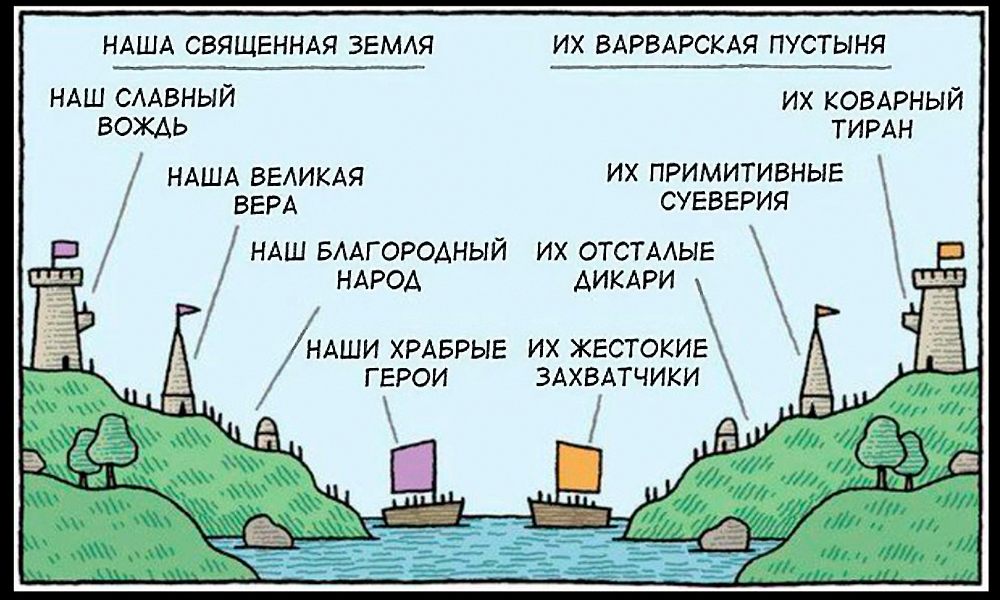 НАША СВЯЩЕННАЯ ЗЕМЛЯ
НАШ СЛАВНЫЙ
ВОЖДЬ
НАША ВЕЛИКАЯ
ВЕРА
НАШ БЛАГОРОДНЫЙ
НАРОД
НАШИ ХРАБРЫЕ
ГЕРОИ
ИХ ВАРВАРСКАЯ ПУСТЫНЯ
ИХ КОВАРНЫЙ
ТИРАН
ИХ ПРИМИТИВНЫЕ
СУЕВЕРИЯ
ИХ ОТСТАЛЫЕ
ДИКАРИ
ИХ ЖЕСТОКИЕ
ЗАХВАТЧИКИ